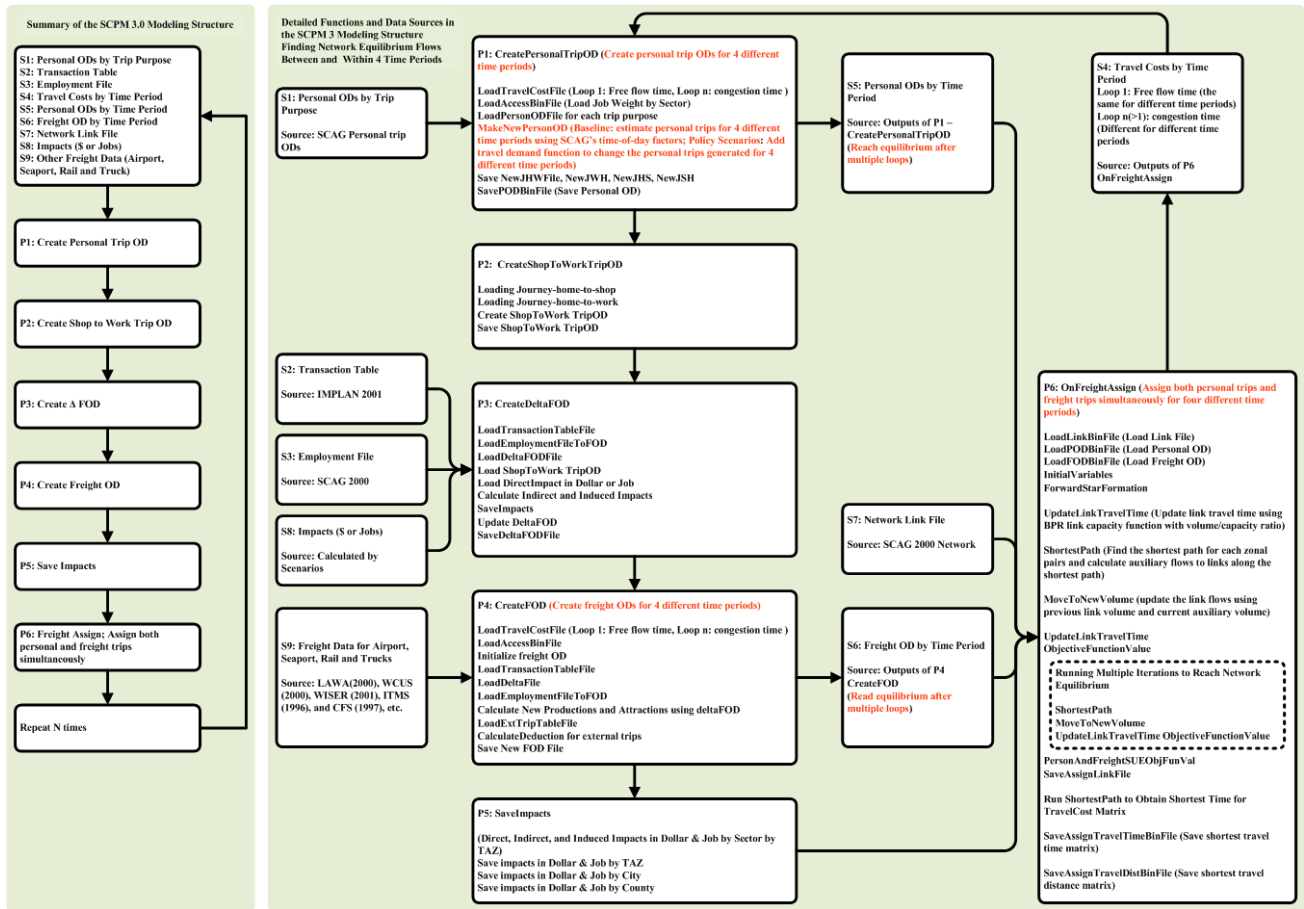 Summary of the SCPM 3.0 Modeling Structure
S1: Personal ODs by Trip Purpose
S2: Transaction Table
S3: Employment File
S4: Travel Costs by Time Period
S5: Personal ODs by Time Period
S6: Freight OD by Time Period
S7: Network Link File
S8: Impacts ($ or Jobs)
S9: Other Freight Data (Airport,
Seaport, Rail and Truck)
P1: Create Personal Trip OD
P2: Create Shop to Work Trip OD
P3: Create Δ FOD
P4: Create Freight OD
P5: Save Impacts
P6: Freight Assign; Assign both
personal and freight trips
simultaneously
Repeat N times
Detailed Functions and Data Sources in
the SCPM 3 Modeling Structure
Finding Network Equilibrium Flows
Between and Within 4 Time Periods
S1: Personal ODs by Trip
Purpose
Source: SCAG Personal trip
ODs
P1: CreatePersonalTripOD (Create personal trip ODs for 4 different
time periods)
LoadTravelCostFile (Loop 1: Free flow time, Loop n: congestion time )
LoadAccessBinFile (Load Job Weight by Sector)
LoadPersonODFile for each trip purpose
MakeNewPersonOD (Baseline: estimate personal trips for 4 different
time periods using SCAG's time-of-day factors; Policy Scenarios: Add
travel demand function to change the personal trips generated for 4
different time periods)
Save NewJHWFile, NewJWH, NewJHS, NewJSH
SavePODBinFile (Save Personal OD)
S5: Personal ODs by Time
Period
Source: Outputs of P1 –
CreatePersonalTripOD
(Reach equilibrium after
multiple loops)
S4: Travel Costs by Time
Period
Loop 1: Free flow time (the
same for different time periods)
Loop n(>1): congestion time
(Different for different time
periods
Source: Outputs of P6
OnFreightAssign
P2: CreateShopToWorkTripOD
Loading Journey-home-to-shop
Loading Journey-home-to-work
Create ShopToWork TripOD
Save ShopToWork TripOD
S2: Transaction Table
Source: IMPLAN 2001
S3: Employment File
Source: SCAG 2000
S8: Impacts ($ or Jobs)
Source: Calculated by
Scenarios
P3: CreateDeltaFOD
LoadTransactionTableFile
LoadEmploymentFileToFOD
LoadDeltaFODFile
Load ShopToWork TripOD
Load DirectImpact in Dollar or Job
Calculate Indirect and Induced Impacts
SaveImpacts
Update DeltaFOD
SaveDeltaFODFile
S7: Network Link File
Source: SCAG 2000 Network
S9: Freight Data for Airport,
Seaport, Rail and Trucks
Source: LAWA(2000), WCUS
(2000), WISER (2001), ITMS
(1996), and CFS (1997), etc.
P4: CreateFOD (Create freight ODs for 4 different time periods)
LoadTravelCostFile (Loop 1: Free flow time, Loop n: congestion time )
LoadAccessBinFile
Initialize freight OD
LoadTransactionTableFile
LoadDeltaFile
LoadEmploymentFileToFOD
Calculate New Productions and Attractions using deltaFOD
LoadExtTripTableFile
CalculateDeduction for external trips
Save New FOD File
S6: Freight OD by Time Period
Source: Outputs of P4
CreateFOD
(Read equilibrium after
multiple loops)
P5: SaveImpacts
(Direct, Indirect, and Induced Impacts in Dollar & Job by Sector by
TAZ)
Save impacts in Dollar & Job by TAZ
Save impacts in Dollar & Job by City
Save impacts in Dollar & Job by County
P6: OnFreightAssign (Assign both personal trips and
freight trips simultaneously for four different time
periods)
LoadLinkBinFile (Load Link File)
LoadPODBinFile (Load Personal OD)
LoadFODBinFile (Load Freight OD)
InitialVariables
ForwardStarFormation
UpdateLinkTravelTime (Update link travel time using
BPR link capacity function with volume/capacity ratio)
ShortestPath (Find the shortest path for each zonal
pairs and calculate auxiliary flows to links along the
shortest path)
MoveToNewVolume (update the link flows using
previous link volume and current auxiliary volume)
UpdateLinkTravelTime
ObjectiveFunctionValue
Running Multiple Iterations to Reach Network
Equilibrium
ShortestPath
MoveToNewVolume
UpdateLinkTravelTime ObjectiveFunctionValue
PersonAndFreightSUEObjFunVal
SaveAssignLinkFile
Run ShortestPath to Obtain Shortest Time for
TravelCost Matrix
SaveAssignTravelTimeBinFile (Save shortest travel
time matrix)
SaveAssignTravelDistBinFile (Save shortest travel
distance matrix)